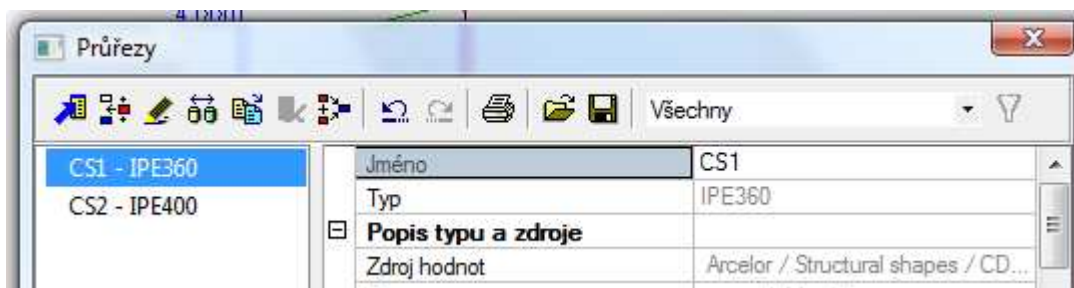 Průřezy
Všechny
CS1 - IPE360
CS2 - IPE400
Jméno CS1
Typ IPE360
Popis typu a zdroje
Zdroj hodnot Arcelor / Structural shapes / CD...